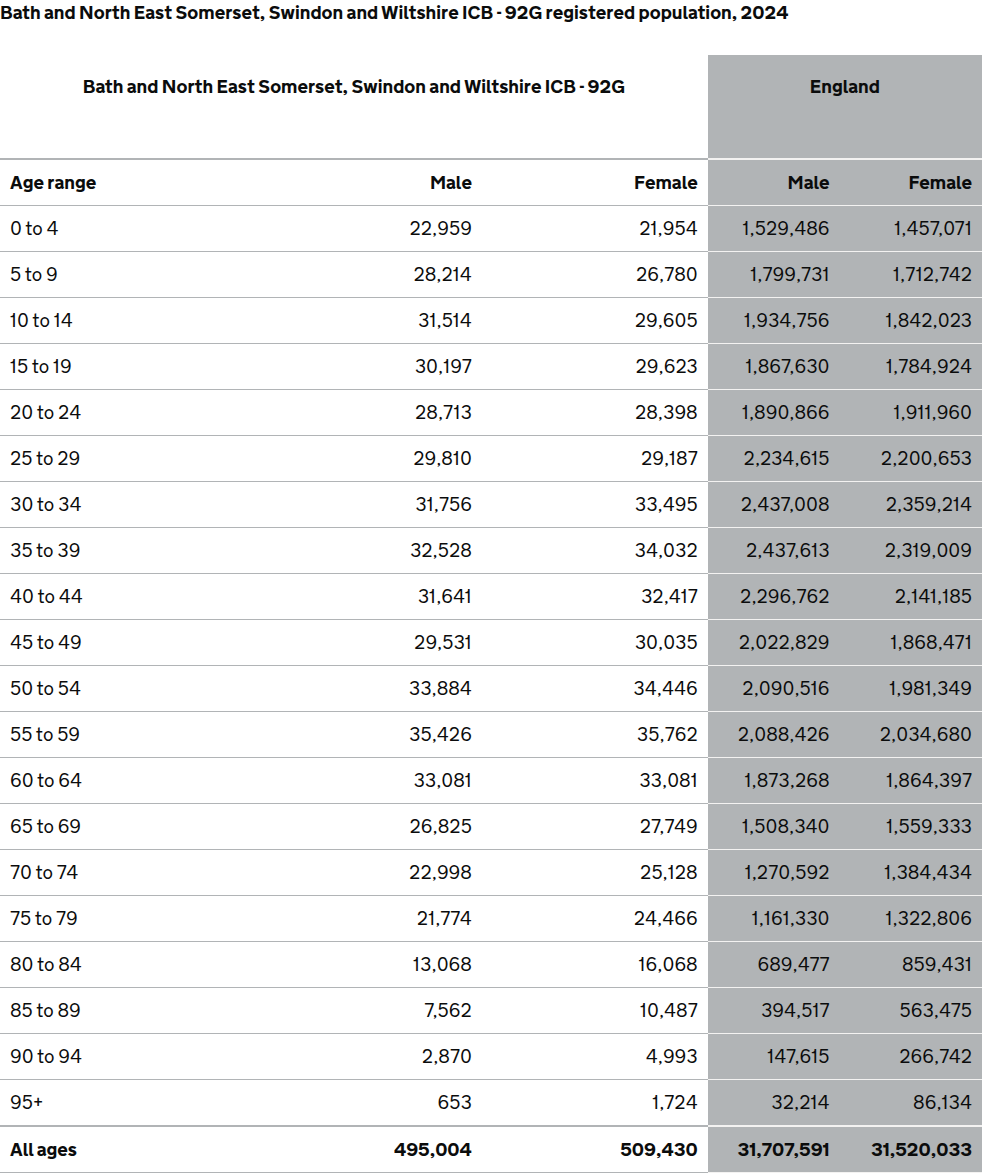 Bath and North East Somerset, Swindon and Wiltshire ICB - 92G registered population, 2024
Bath and North East Somerset, Swindon and Wiltshire ICB - 92G England
Age range Male Female Male Female
0 to 4 22,959 21,954 1,529,486 1,457,071
5 to 9 28,214 26,780 1,799,731 1,712,742
10 to 14 31,514 29,605 1,934,756 1,842,023
15 to 19 30,197 29,623 1,867,630 1,784,924
20 to 24 28,713 28,398 1,890,866 1,911,960
25 to 29 29,810 29,187 2,234,615 2,200,653
30 to 34 31,756 33,495 2,437,008 2,359,214
35 to 39 32,528 34,032 2,437,613 2,319,009
40 to 44 31,641 32,417 2,296,762 2,141,185
45 to 49 29,531 30,035 2,022,829 1,868,471
50 to 54 33,884 34,446 2,090,516 1,981,349
55 to 59 35,426 35,762 2,088,426 2,034,680
60 to 64 33,081 33,081 1,873,268 1,864,397
65 to 69 26,825 27,749 1,508,340 1,559,333
70 to 74 22,998 25,128 1,270,592 1,384,434
75 to 79 21,774 24,466 1,161,330 1,322,806
80 to 84 13,068 16,068 689,477 859,431
85 to 89 7,562 10,487 394,517 563,475
90 to 94 2,870 4,993 147,615 266,742
95+ 653 1,724 32,214 86,134
All ages 495,004 509,430 31,707,591 31,520,033